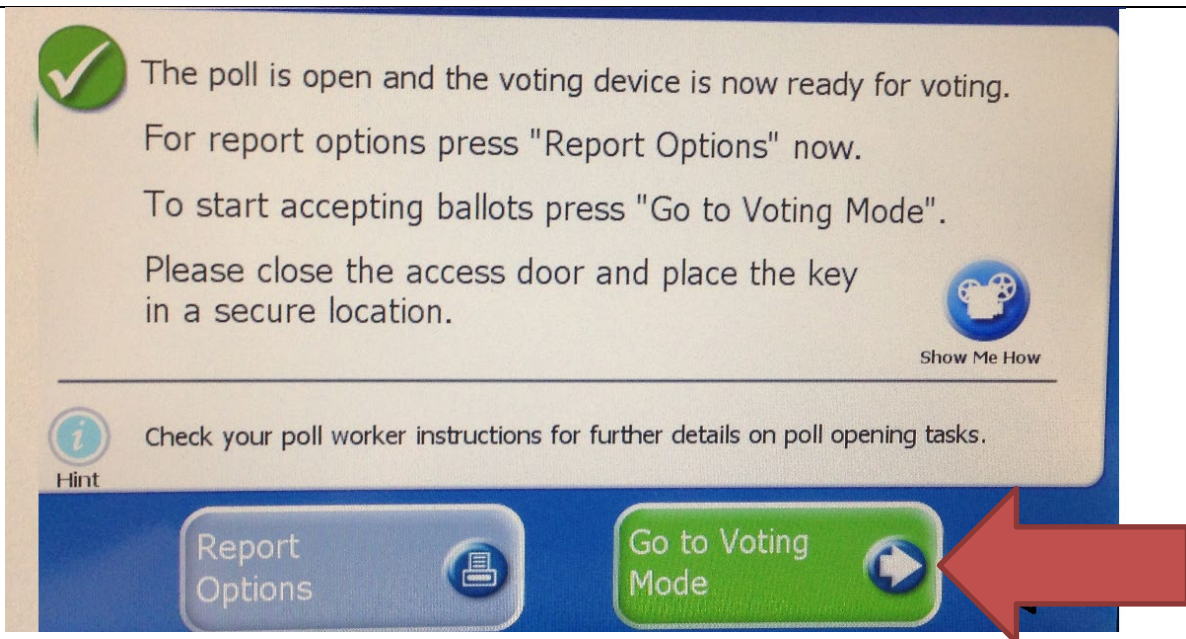 The poll is open and the voting device is now ready for voting.
For report options press "Report Options" now.
To start accepting ballots press "Go to Voting Mode".
Please close the access door and place the key
in a secure location.
Show Me How
Check your poll worker instructions for further details on poll opening tasks.
Hint
Report
Options
Go to Voting
Mode